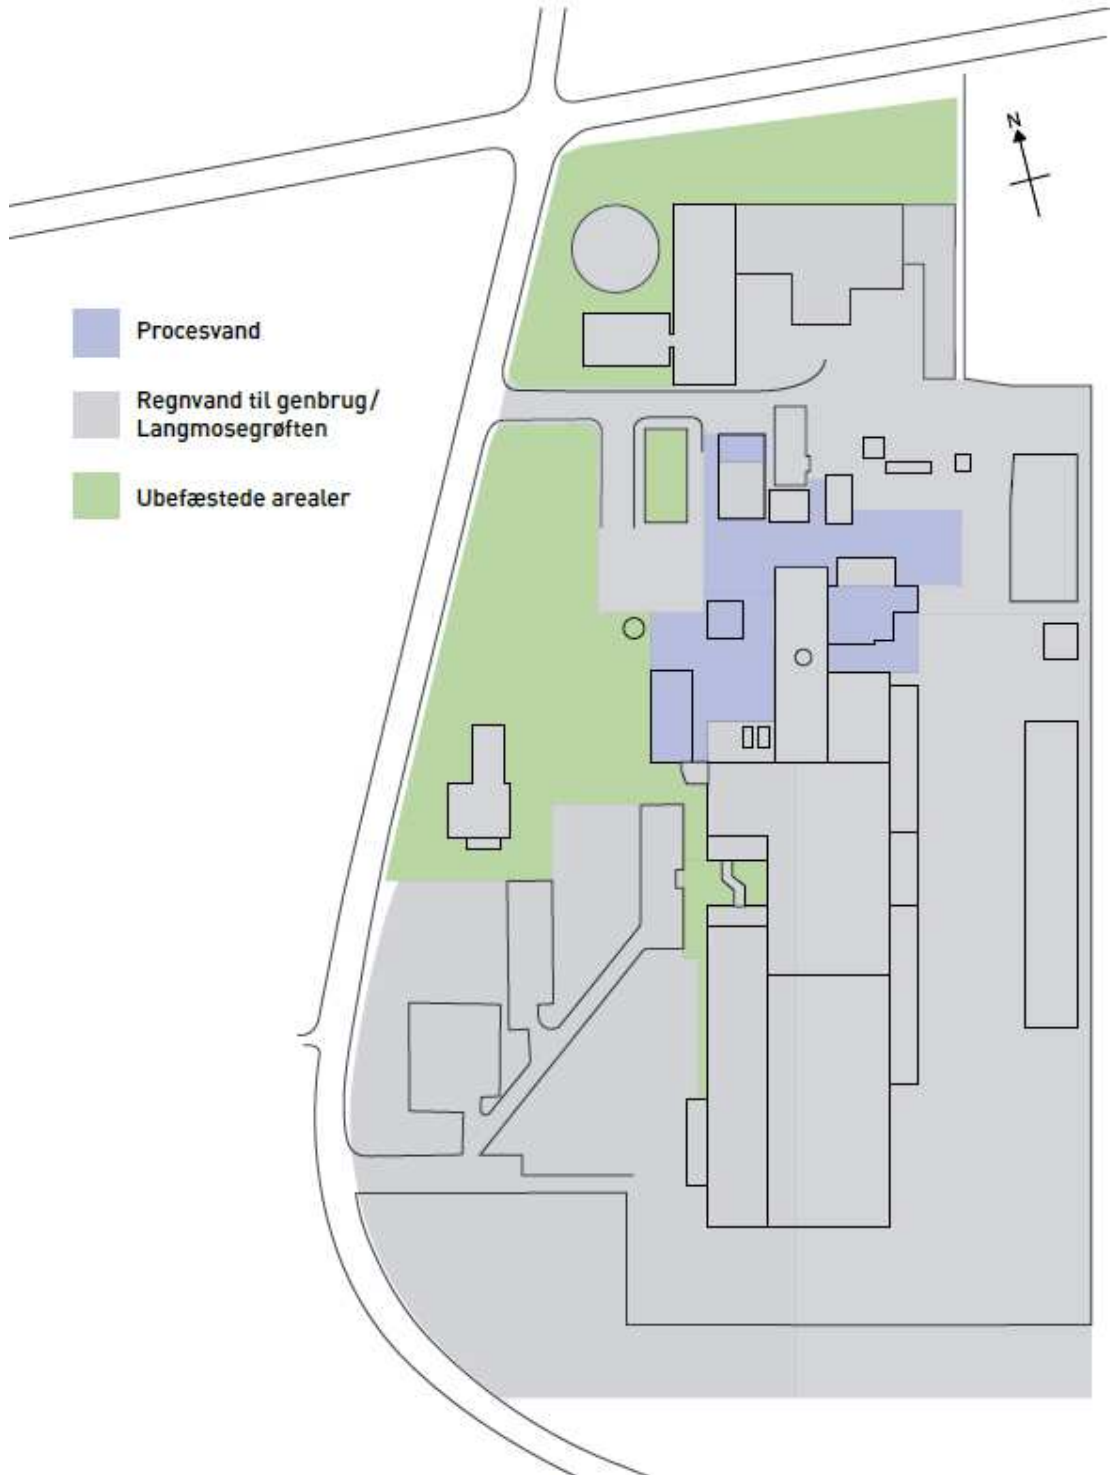 N
Procesvand
Regnvand til genbrug/
Langmosegrøften
Ubefæstede arealer